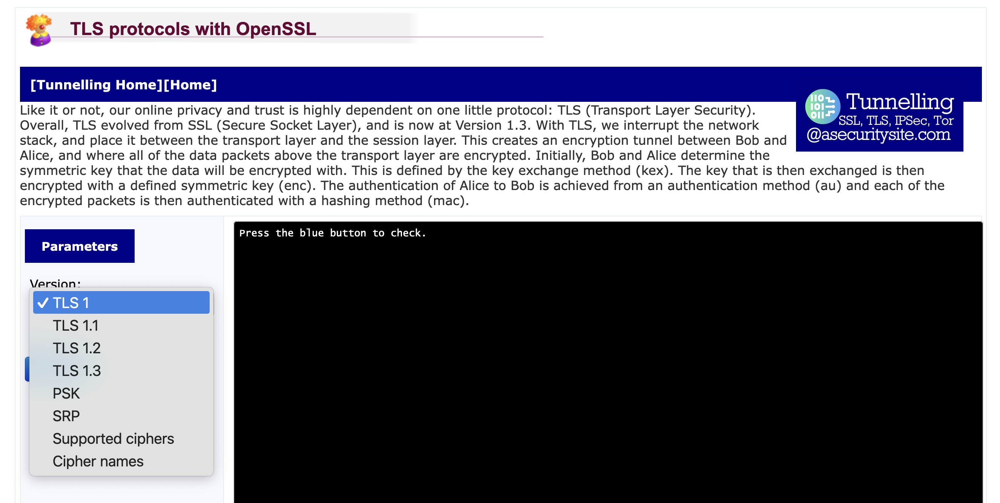 TLS protocols with OpenSSL
[Tunnelling Home][Home]
Tunnelling
SSL, TLS, IPSec, Tor
@asecuritysite.com
Like it or not, our online privacy and trust is highly dependent on one little protocol: TLS (Transport Layer Security).
Overall, TLS evolved from SSL (Secure Socket Layer), and is now at Version 1.3. With TLS, we interrupt the network
stack, and place it between the transport layer and the session layer. This creates an encryption tunnel between Bob and
Alice, and where all of the data packets above the transport layer are encrypted. Initially, Bob and Alice determine the
symmetric key that the data will be encrypted with. This is defined by the key exchange method (kex). The key that is then exchanged is then
encrypted with a defined symmetric key (enc). The authentication of Alice to Bob is achieved from an authentication method (au) and each of the
encrypted packets is then authenticated with a hashing method (mac).
Parameters
Version:
✓ TLS 1
TLS 1.1
TLS 1.2
TLS 1.3
PSK
SRP
Supported ciphers
Cipher names
Press the blue button to check.